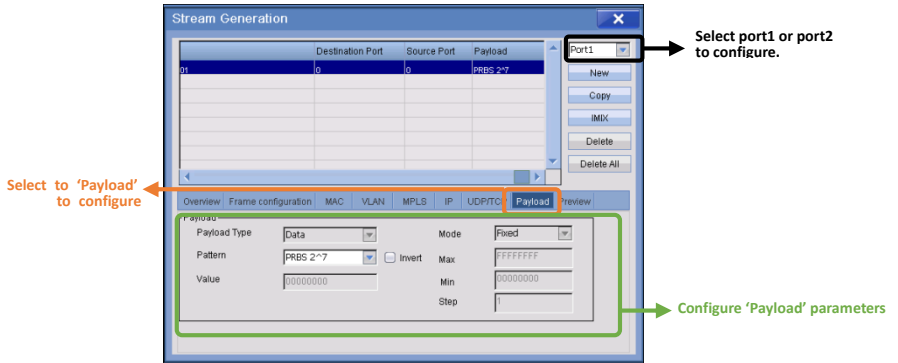 Stream Generation
Select port1 or port2
to configure.
Destination Port Source Port Payload
Port1
01 0 0 PRBS 2^7
New
Copy
IMIX
Delete
Delete All
Select to ‘Payload’
to configure
Overview Frame configuration MAC VLAN MPLS IP UDP/TCP Payload Preview
Payload
Payload Type Data Mode Fixed
Pattern PRBS 2^7 Invert Max FFFFFFFF
Value 00000000 Min 00000000
Step 1
Configure ‘Payload’ parameters